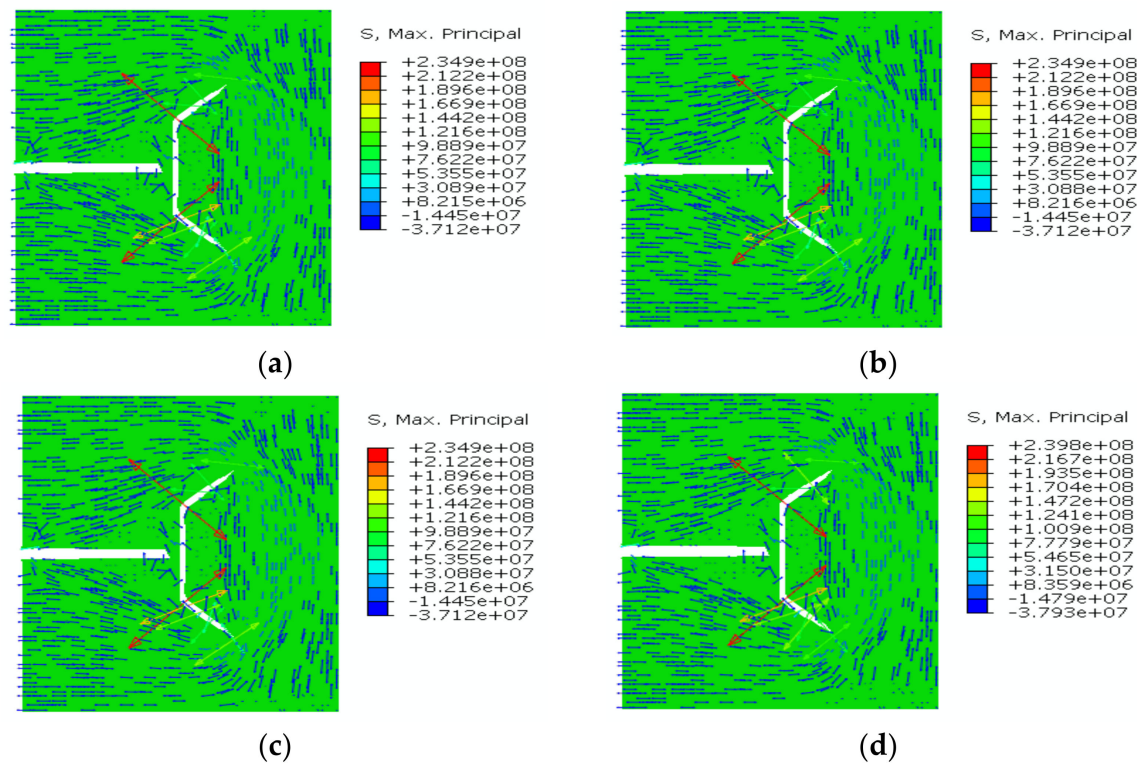 S, Max. Principal
+2.349e+08
+2.122e+08
+1.896e+08
+1.669e+08
+1.442e+08
+1.216e+08
+9.889e+07
+7.622e+07
+5.355e+07
+3.089e+07
+8.215e+06
-1.445e+07
-3.712e+07
(a)
S, Max. Principal
+2.349e+08
+2.122e+08
+1.896e+08
+1.669e+08
+1.442e+08
+1.216e+08
+9.889e+07
+7.622e+07
+5.355e+07
+3.088e+07
+8.216e+06
-1.445e+07
-3.712e+07
(b)
S, Max. Principal
+2.349e+08
+2.122e+08
+1.896e+08
+1.669e+08
+1.442e+08
+1.216e+08
+9.889e+07
+7.622e+07
+5.355e+07
+3.088e+07
+8.216e+06
-1.445e+07
-3.712e+07
(c)
S, Max. Principal
+2.398e+08
+2.167e+08
+1.935e+08
+1.704e+08
+1.472e+08
+1.241e+08
+1.009e+08
+7.779e+07
+5.465e+07
+3.150e+07
+8.359e+06
-1.479e+07
-3.793e+07
(d)